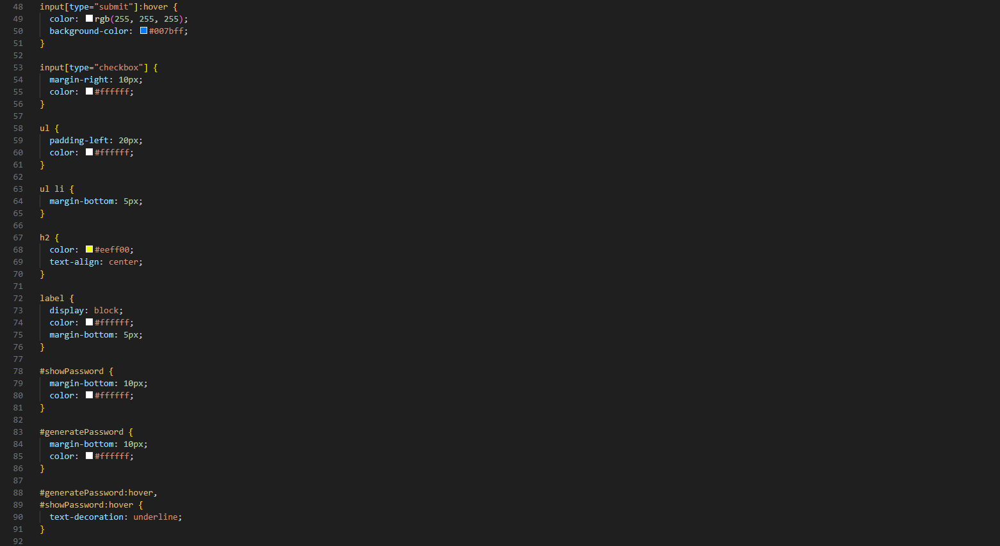 48 input[type="submit"]:hover {
49 color: rgb(255, 255, 255);
50 background-color: #007bff;
51 }
52
53 input[type="checkbox"] {
54 margin-right: 10px;
55 color: #ffffff;
56 }
57
58 ul {
59 padding-left: 20px;
60 color: #ffffff;
61 }
62
63 ul li {
64 margin-bottom: 5px;
65 }
66
67 h2 {
68 color: #eeff00;
69 text-align: center;
70 }
71
72 label {
73 display: block;
74 color: #ffffff;
75 margin-bottom: 5px;
76 }
77
78 #showPassword {
79 margin-bottom: 10px;
80 color: #ffffff;
81 }
82
83 #generatePassword {
84 margin-bottom: 10px;
85 color: #ffffff;
86 }
87
88 #generatePassword:hover,
89 #showPassword:hover {
90 text-decoration: underline;
91 }
92